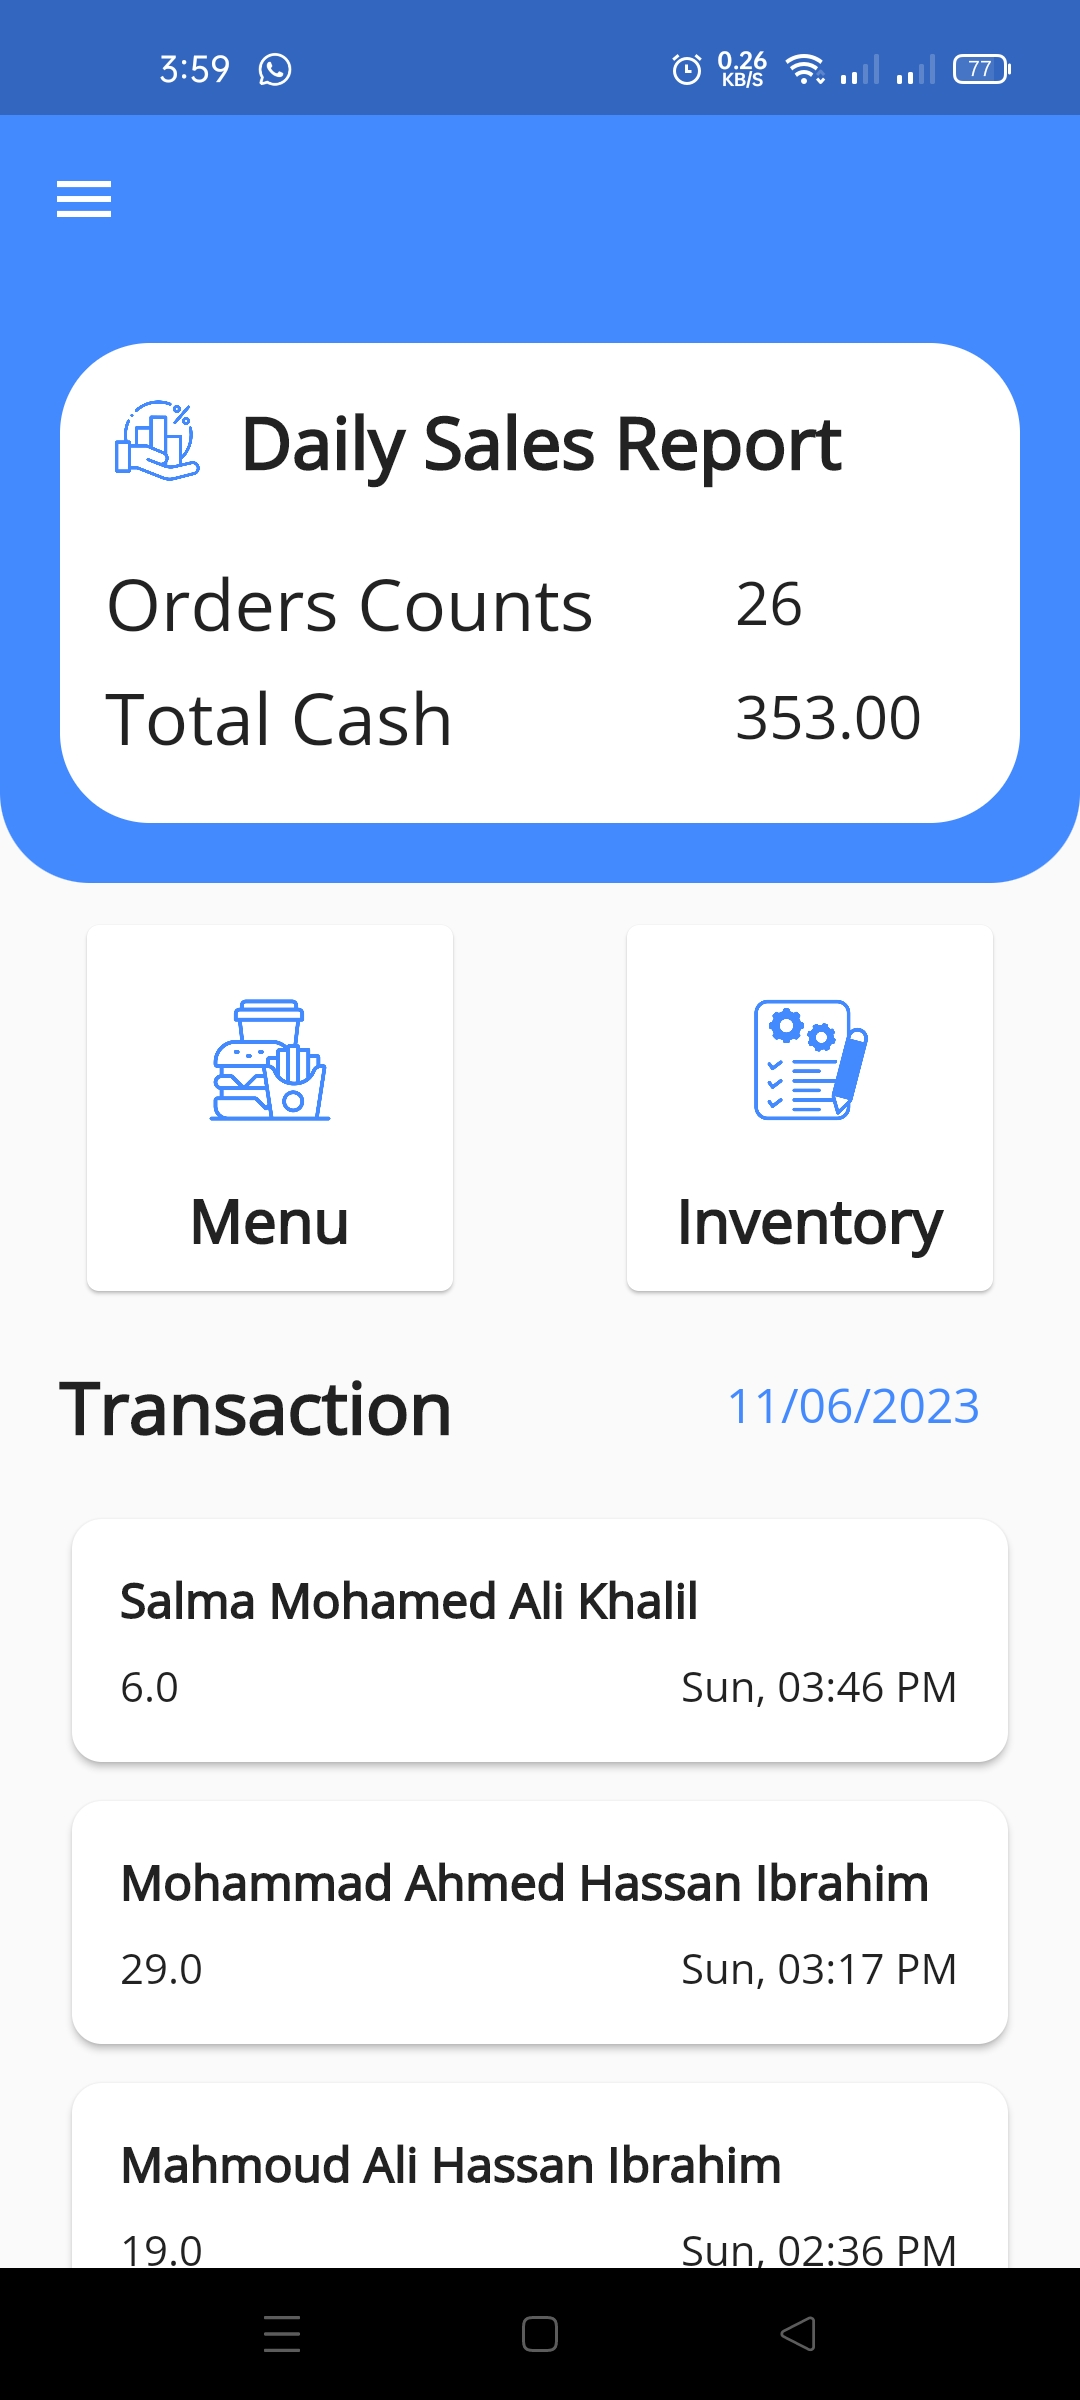 3:59 0.26 KB/S 77
Daily Sales Report
Orders Counts 26
Total Cash 353.00
Menu Inventory
Transaction 11/06/2023
Salma Mohamed Ali Khalil
6.0 Sun, 03:46 PM
Mohammad Ahmed Hassan Ibrahim
29.0 Sun, 03:17 PM
Mahmoud Ali Hassan Ibrahim
19.0 Sun, 02:36 PM